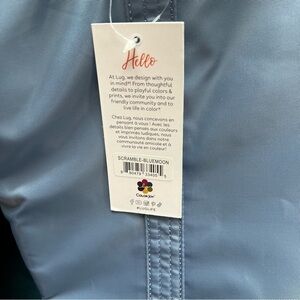 Hello
At Lug, we design with you
in mind!® From thoughtful
details to playful colors &
prints, we invite you into our
friendly community and to
live life in color!
Chez Lug, nous concevons en
pensant à vous ! Avec des
détails bien pensés aux couleurs
et imprimés ludiques, nous
vous invitons dans notre
communauté amicale et à
vivre la vie en couleur!
SCRAMBLE-BLUEMOON
#LUGLIFE